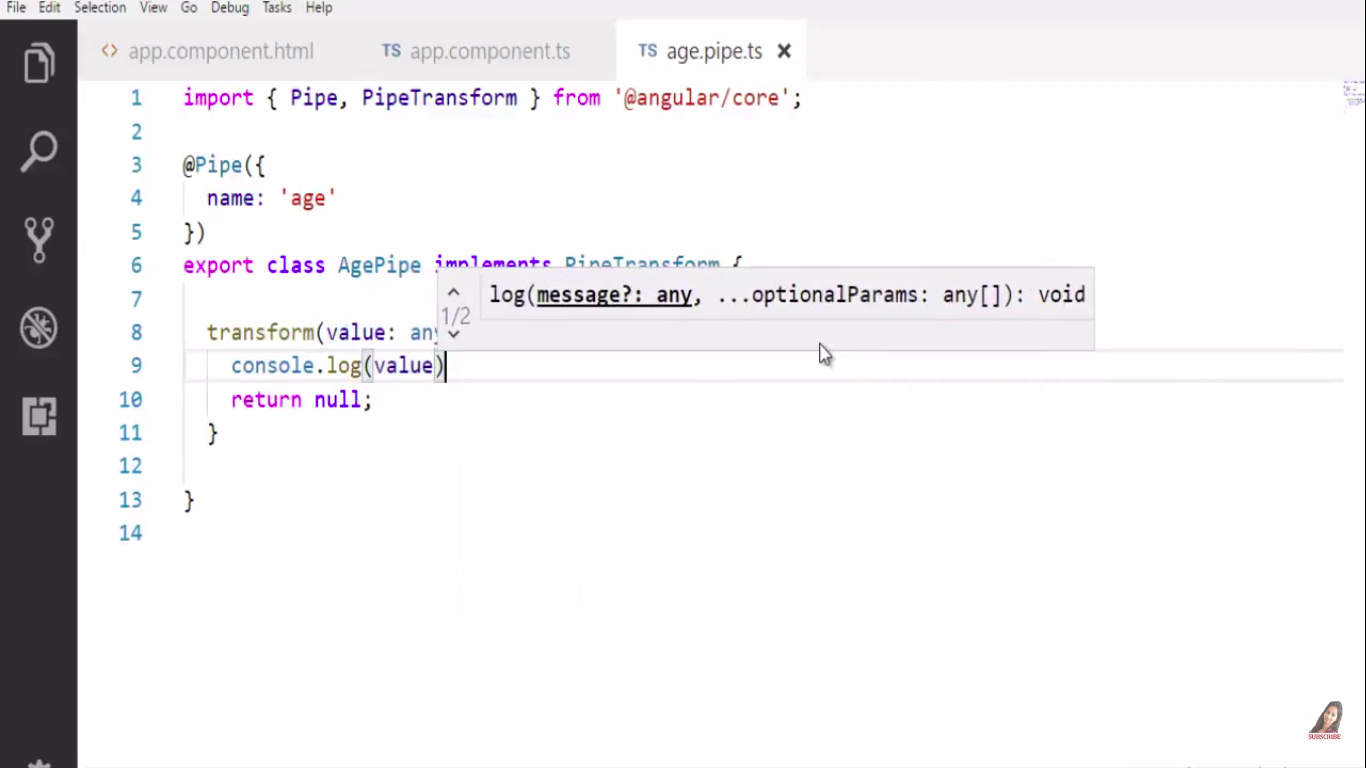 File Edit Selection View Go Debug Tasks Help
<> app.component.html TS app.component.ts TS age.pipe.ts ×
1 import { Pipe, PipeTransform } from '@angular/core';
2
3 @Pipe({
4 name: 'age'
5 })
6 export class AgePipe implements PipeTransform {
7
log(message?: any, ...optionalParams: any[]): void
1/2
8 transform(value: any
9 console.log(value)
10 return null;
11 }
12
13 }
14
SUBSCRIBE